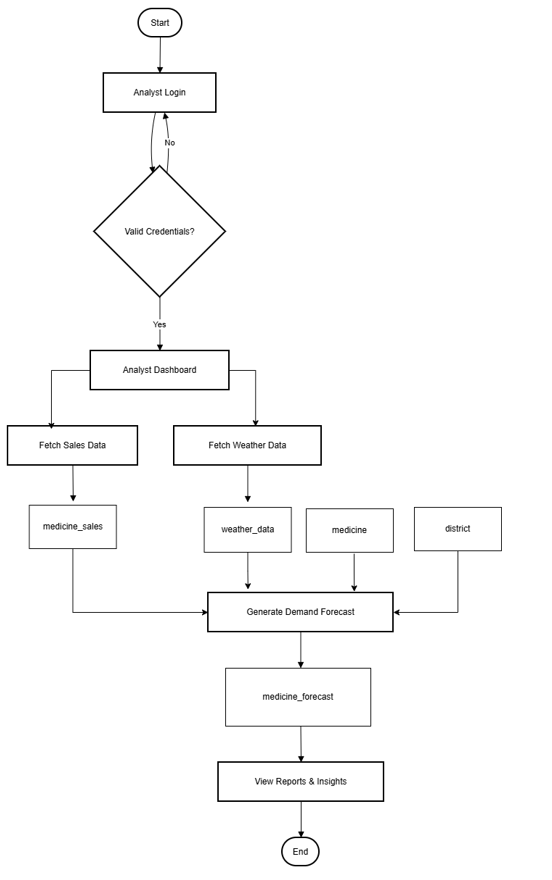 Start
Analyst Login
No
Valid Credentials?
Yes
Analyst Dashboard
Fetch Sales Data
Fetch Weather Data
medicine_sales
weather_data
medicine
district
Generate Demand Forecast
medicine_forecast
View Reports & Insights
End